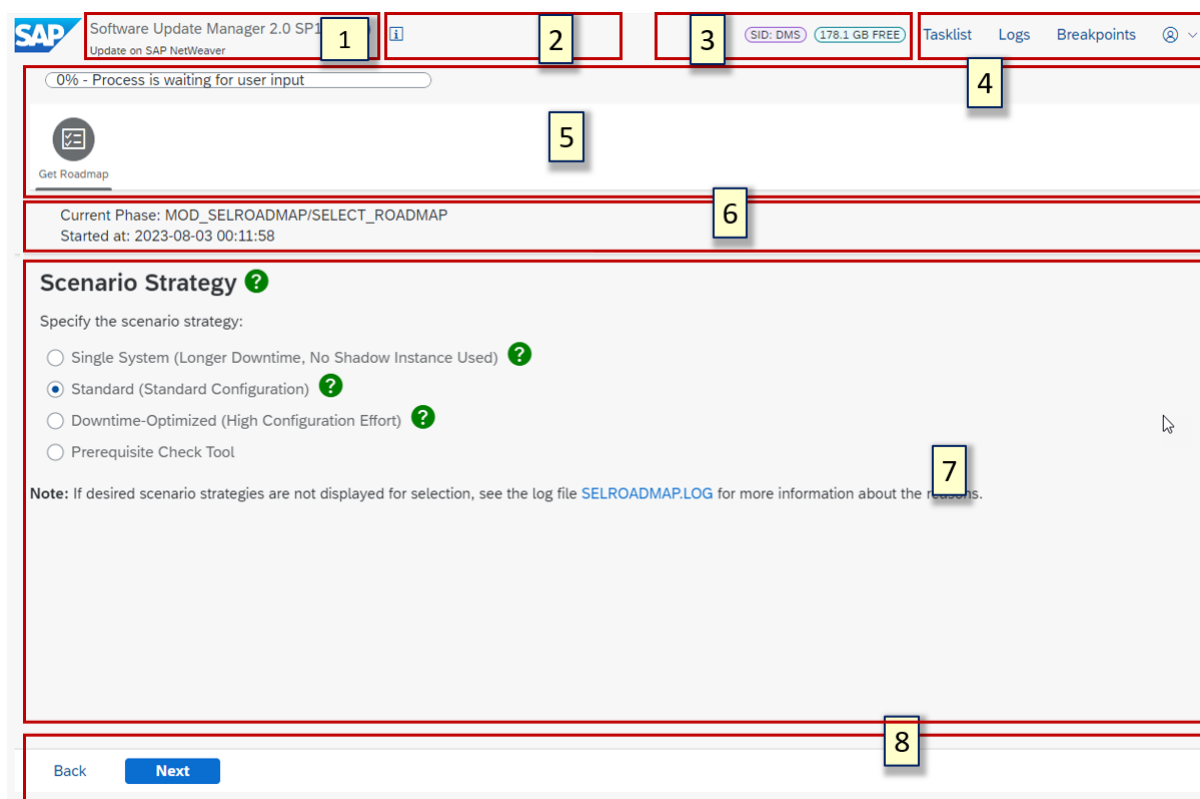 SAP
Software Update Manager 2.0 SP1
1
2
3
SID: DMS
178.1 GB FREE
Tasklist
Logs
Breakpoints
Update on SAP NetWeaver
0% - Process is waiting for user input
4
5
Get Roadmap
6
Current Phase: MOD_SELROADMAP/SELECT_ROADMAP
Started at: 2023-08-03 00:11:58
Scenario Strategy ?
Specify the scenario strategy:
Single System (Longer Downtime, No Shadow Instance Used) ?
Standard (Standard Configuration) ?
Downtime-Optimized (High Configuration Effort) ?
Prerequisite Check Tool
7
Note: If desired scenario strategies are not displayed for selection, see the log file SELROADMAP.LOG for more information about the reasons.
8
Back
Next